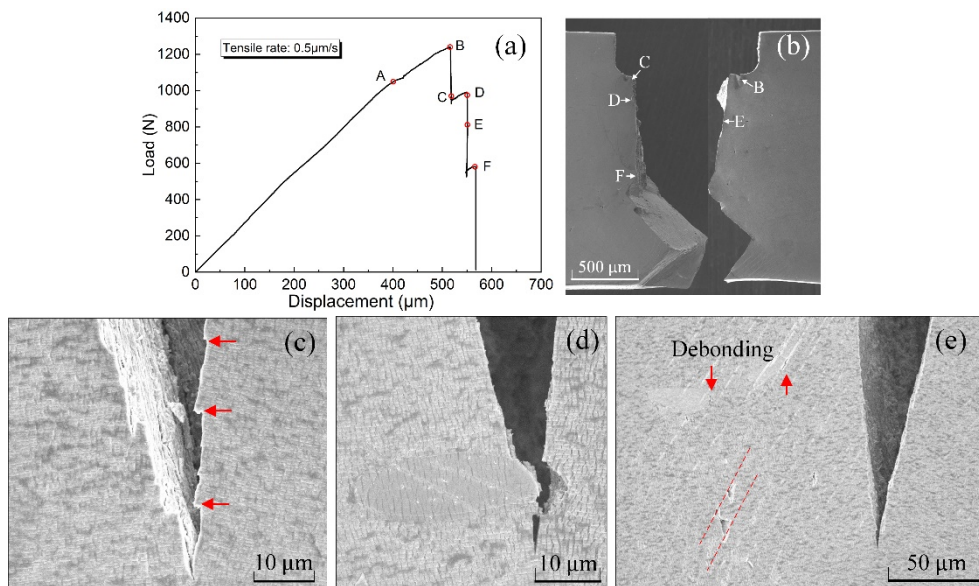 (a)
Tensile rate: 0.5μm/s
1400
1200
1000
800
600
400
200
0
Load (N)
A
B
C
D
E
F
0 100 200 300 400 500 600 700
Displacement (μm)
(b)
C
B
D
E
F
500 μm
(c)
10 μm
(d)
10 μm
(e)
Debonding
50 μm